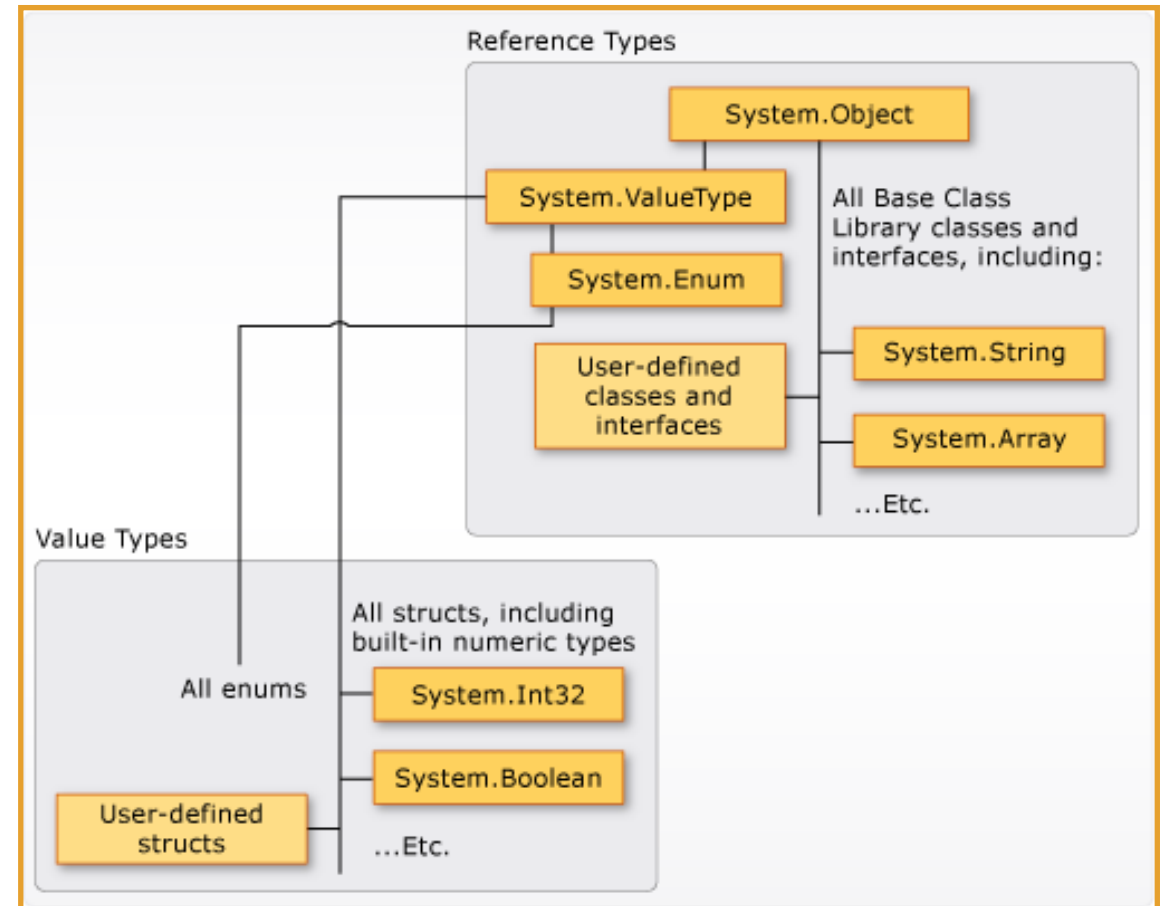 Reference Types
System.Object
System.ValueType
All Base Class
Library classes and
interfaces, including:
System.Enum
System.String
User-defined
classes and
interfaces
System.Array
...Etc.
Value Types
All structs, including
built-in numeric types
All enums
System.Int32
System.Boolean
User-defined
structs
...Etc.